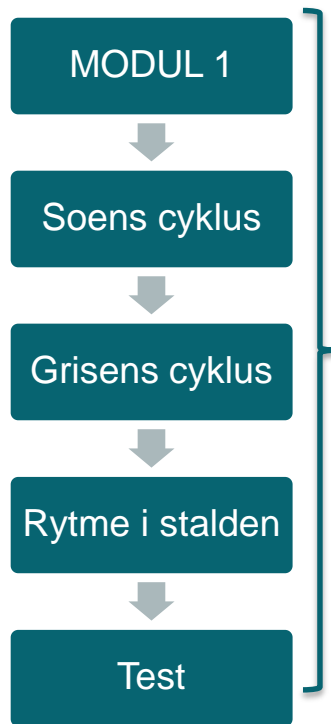 MODUL 1
Soens cyklus
Grisens cyklus
Rytme i stalden
Test